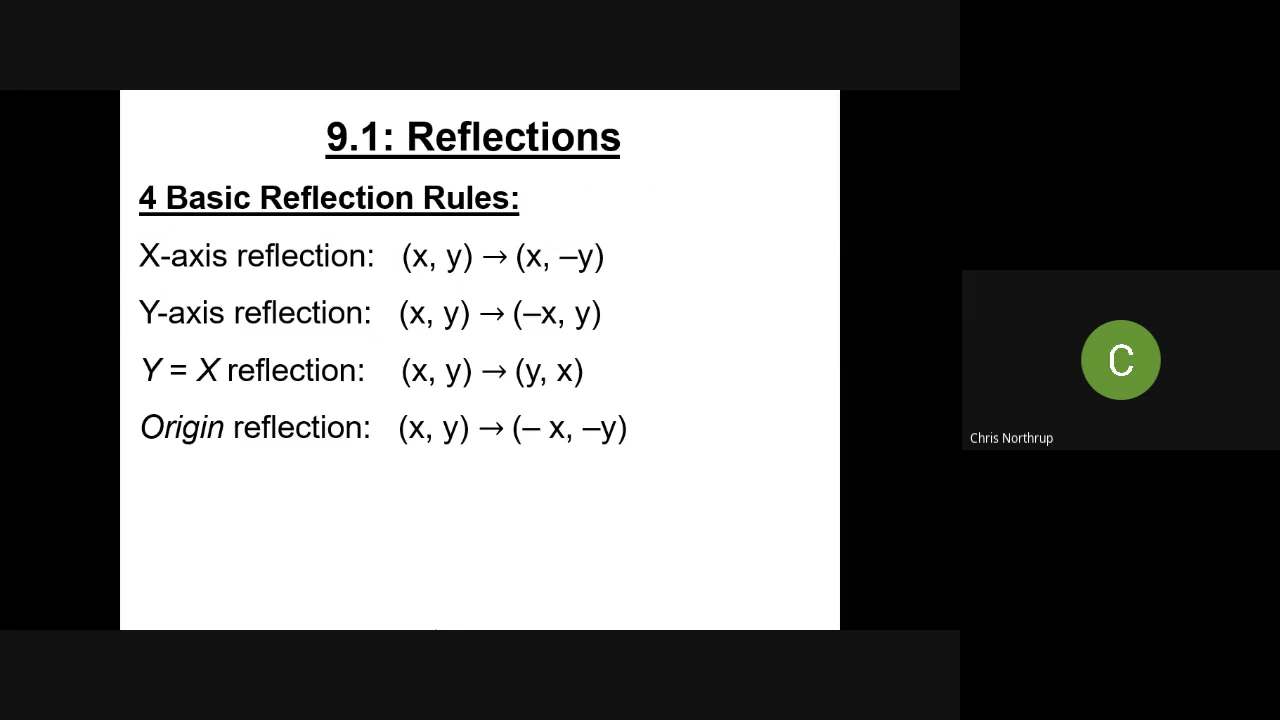 9.1: Reflections
4 Basic Reflection Rules:
X-axis reflection: (x, y) → (x, –y)
Y-axis reflection: (x, y) → (–x, y)
Y = X reflection: (x, y) → (y, x)
Origin reflection: (x, y) → (– x, –y)
C
Chris Northrup